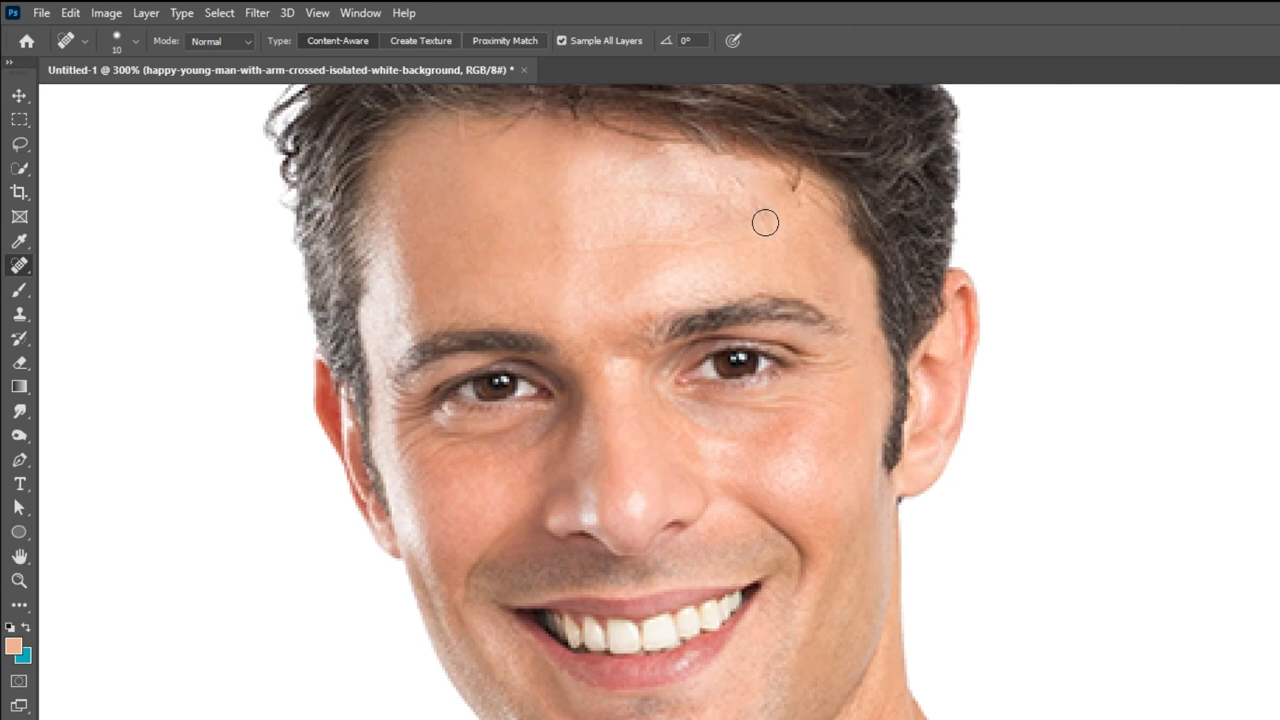 Ps File Edit Image Layer Type Select Filter 3D View Window Help
10 Mode: Normal Type: Content-Aware Create Texture Proximity Match Sample All Layers 0°
Untitled-1 @ 300% (happy-young-man-with-arm-crossed-isolated-white-background, RGB/8#) * ×